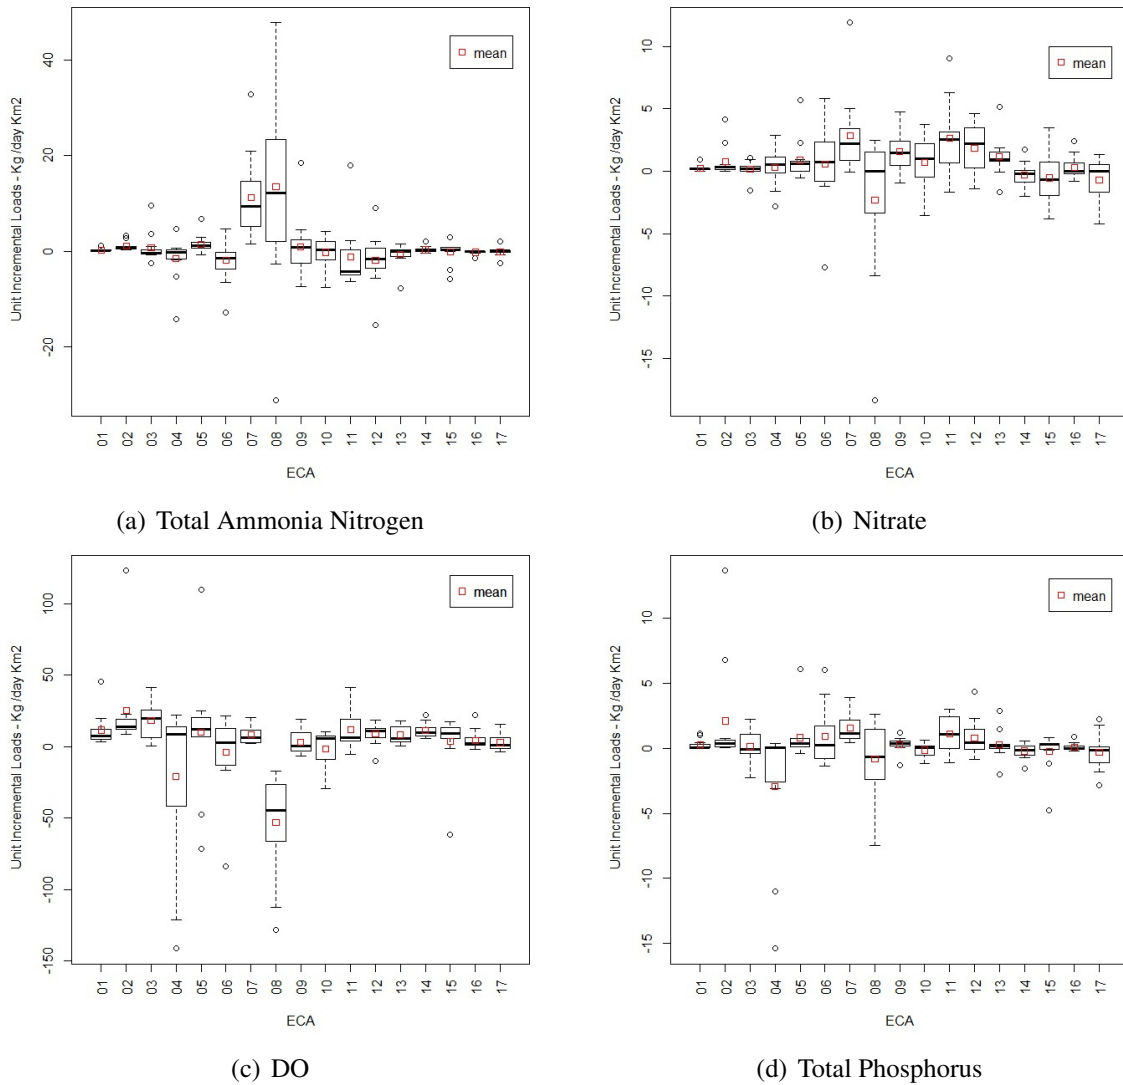 Unit Incremental Loads - Kg /day Km2
40
20
0
-20
mean
01 02 03 04 05 06 07 08 09 10 11 12 13 14 15 16 17
ECA
(a) Total Ammonia Nitrogen
Unit Incremental Loads - Kg /day Km2
10
5
0
-5
-10
-15
mean
01 02 03 04 05 06 07 08 09 10 11 12 13 14 15 16 17
ECA
(b) Nitrate
Unit Incremental Loads - Kg /day Km2
100
50
0
-50
-100
-150
mean
01 02 03 04 05 06 07 08 09 10 11 12 13 14 15 16 17
ECA
(c) DO
Unit Incremental Loads - Kg /day Km2
10
5
0
-5
-10
-15
mean
01 02 03 04 05 06 07 08 09 10 11 12 13 14 15 16 17
ECA
(d) Total Phosphorus